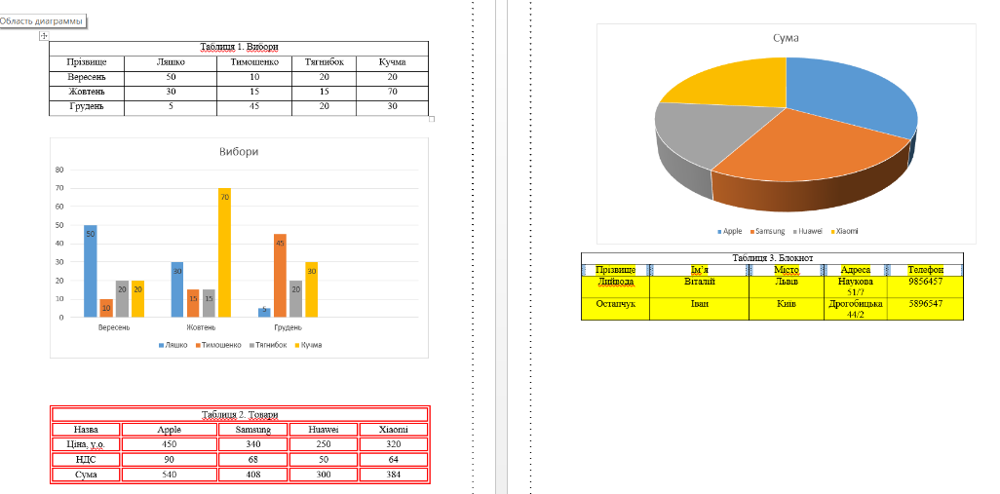 Область диаграммы
Таблиця 1. Вибори
Прізвище Ляшко Тимошенко Тягнибок Кучма
Вересень 50 10 20 20
Жовтень 30 15 15 70
Грудень 5 45 20 30
Вибори
80
70
60
50
40
30
20
10
0
50 10 20 20
30 15 15 70
5 45 20 30
Вересень Жовтень Грудень
Ляшко Тимошенко Тягнибок Кучма
Таблиця 2. Товари
Назва Apple Samsung Huawei Xiaomi
Ціна, у.о. 450 340 250 320
НДС 90 68 50 64
Сума 540 408 300 384
Сума
Apple Samsung Huawei Xiaomi
Таблиця 3. Блокнот
Прізвище Ім’я Місто Адреса Телефон
Лийвода Віталій Львів Наукова 51/7 9856457
Остапчук Іван Київ Дрогобицька 44/2 5896547